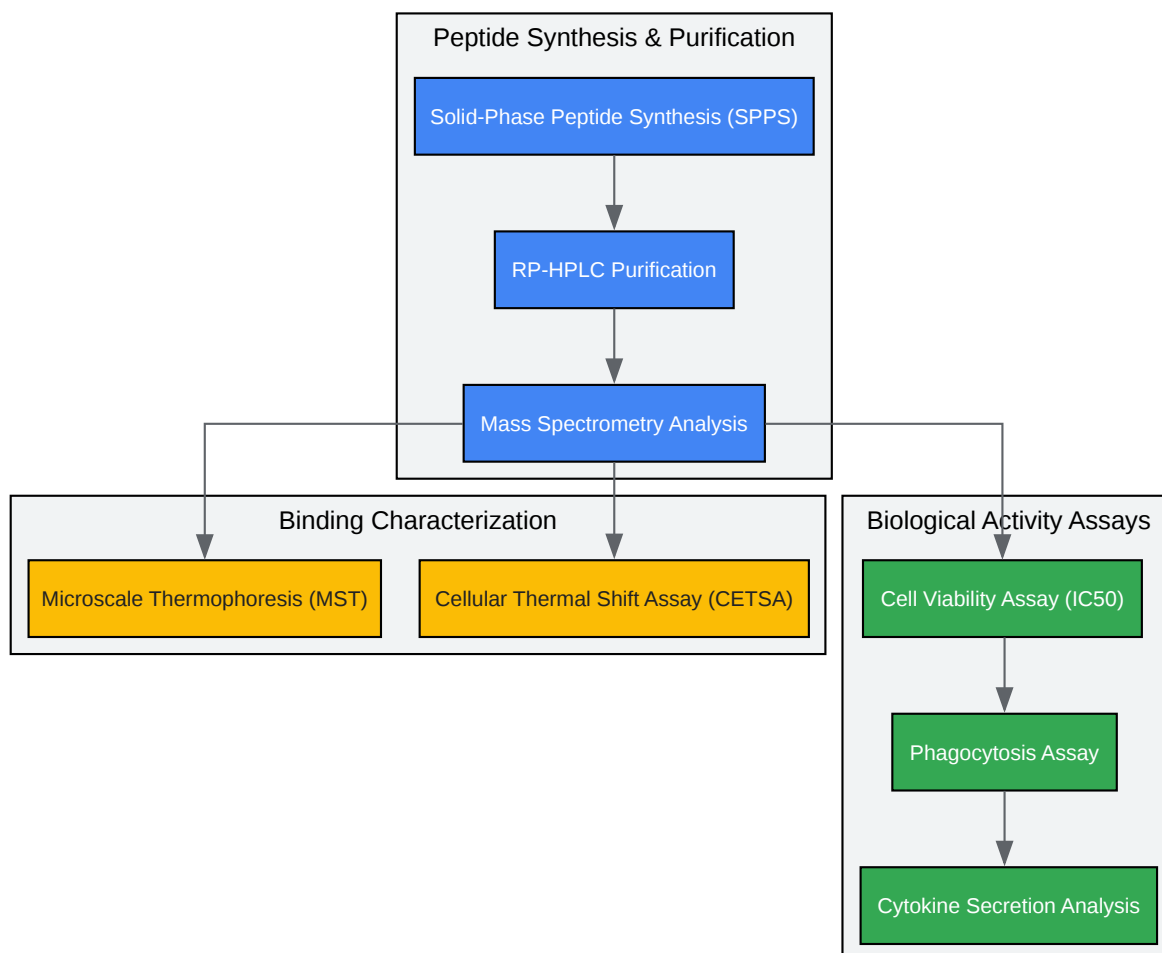 Peptide Synthesis & Purification
Solid-Phase Peptide Synthesis (SPPS)
RP-HPLC Purification
Mass Spectrometry Analysis
Binding Characterization
Microscale Thermophoresis (MST)
Cellular Thermal Shift Assay (CETSA)
Biological Activity Assays
Cell Viability Assay (IC50)
Phagocytosis Assay
Cytokine Secretion Analysis